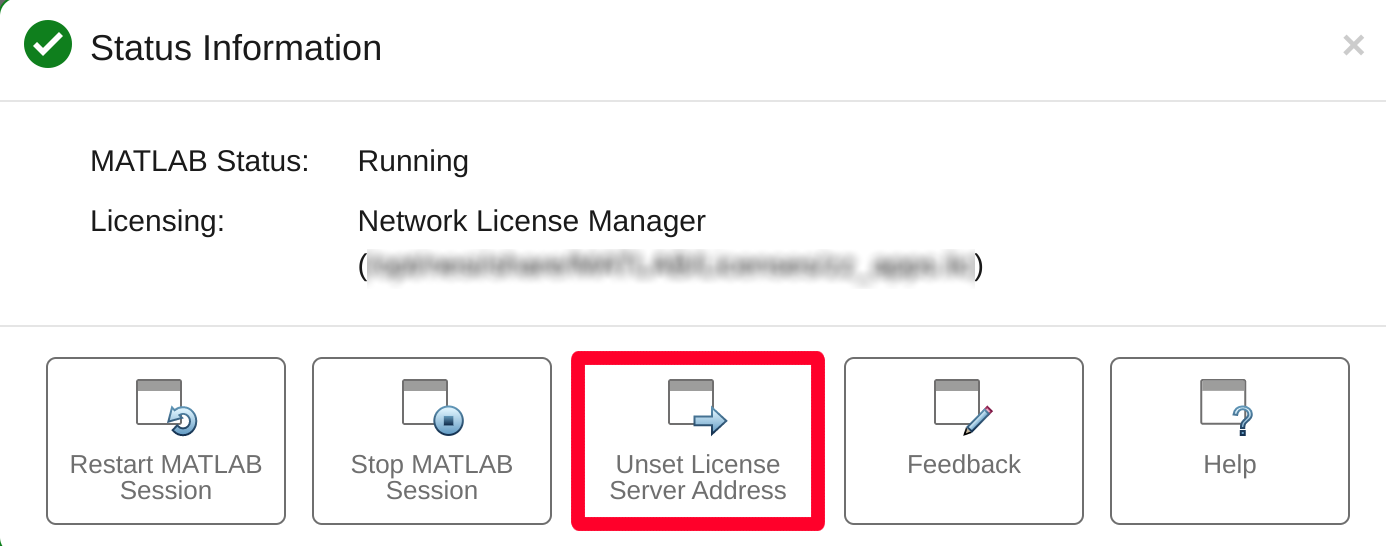 Status Information
MATLAB Status: Running
Licensing: Network License Manager
( )
Restart MATLAB
Session
Stop MATLAB
Session
Unset License
Server Address
Feedback
Help